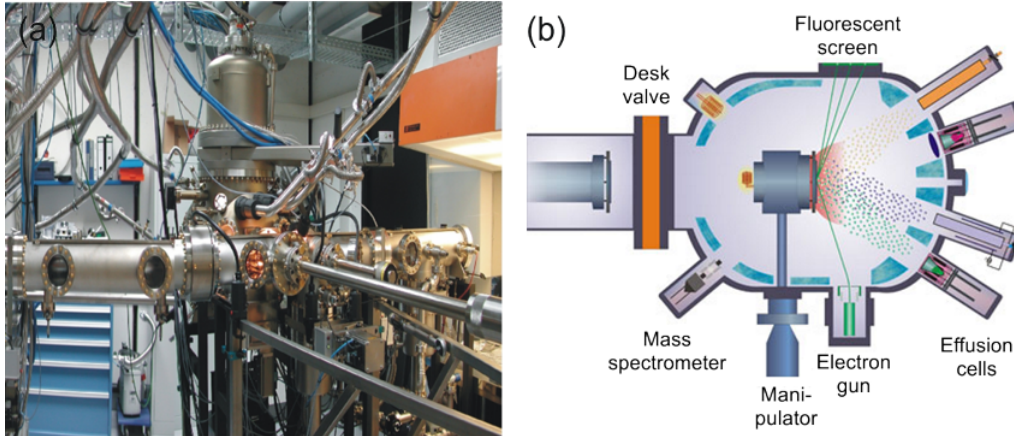 (a)
(b)
Fluorescent
screen
Desk
valve
Mass
spectrometer
Mani-
pulator
Electron
gun
Effusion
cells